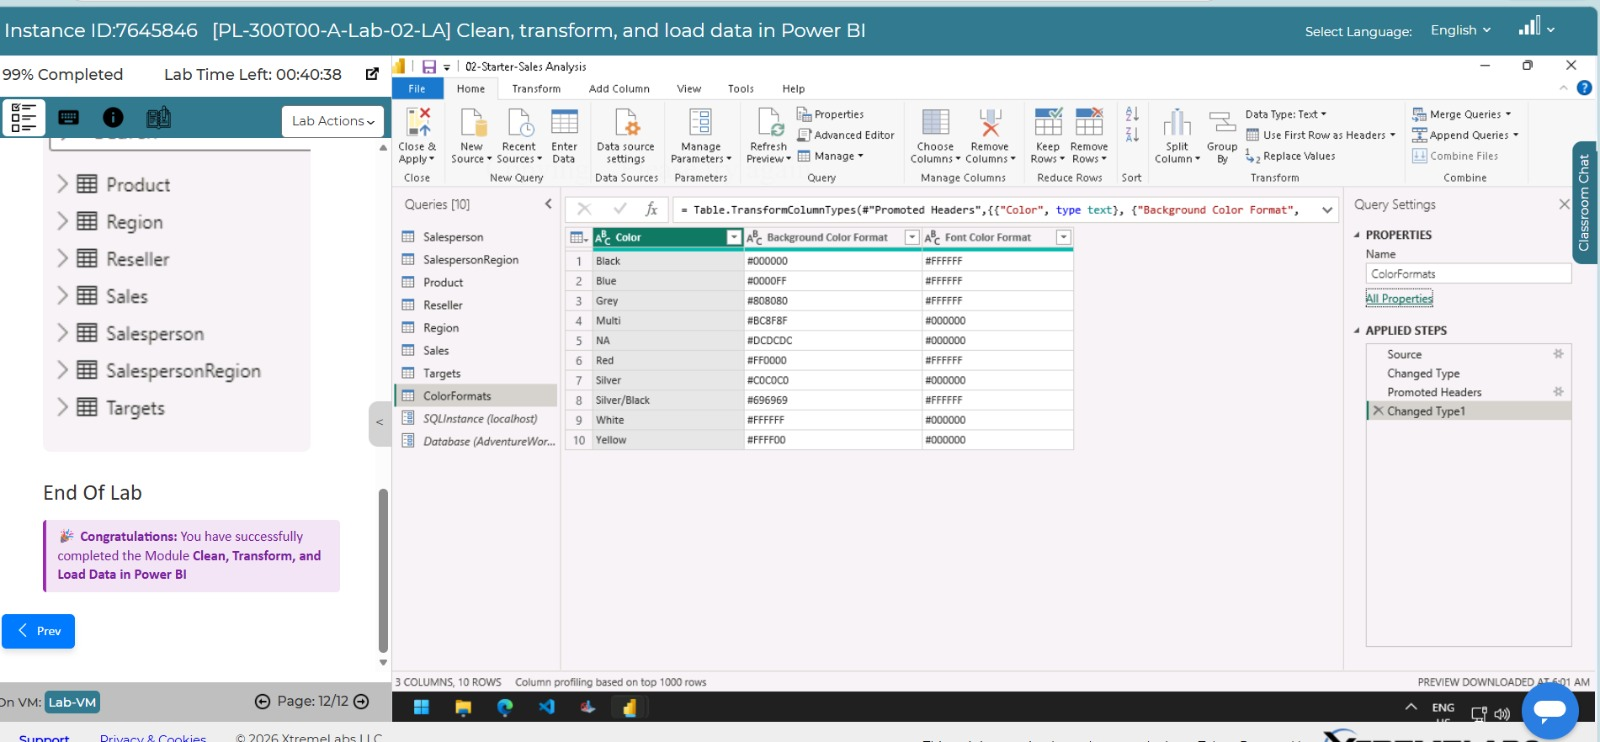 Instance ID:7645846 [PL-300T00-A-Lab-02-LA] Clean, transform, and load data in Power BI
Select Language: English
99% Completed Lab Time Left: 00:40:38
Lab Actions
Product
Region
Reseller
Sales
Salesperson
SalespersonRegion
Targets
End Of Lab
Congratulations: You have successfully
completed the Module Clean, Transform, and
Load Data in Power BI
Prev
On VM: Lab-VM
Page: 12/12
Support Privacy & Cookies © 2026 XtremeLabs LLC
02-Starter-Sales Analysis
File Home Transform Add Column View Tools Help
Close &
Apply
Close
New
Source
Recent
Sources
Enter
Data
New Query
Data source
settings
Data Sources
Manage
Parameters
Parameters
Refresh
Preview
Properties
Advanced Editor
Manage
Query
Choose
Columns
Remove
Columns
Manage Columns
Keep
Rows
Remove
Rows
Reduce Rows
Sort
Split
Column
Group
By
Data Type: Text
Use First Row as Headers
Replace Values
Transform
Merge Queries
Append Queries
Combine Files
Combine
Classroom Chat
Queries [10]
Salesperson
SalespersonRegion
Product
Reseller
Region
Sales
Targets
ColorFormats
SQLInstance (localhost)
Database (AdventureWor...
fx = Table.TransformColumnTypes(#"Promoted Headers",{{"Color", type text}, {"Background Color Format",
Color Background Color Format Font Color Format
1 Black #000000 #FFFFFF
2 Blue #0000FF #FFFFFF
3 Grey #808080 #FFFFFF
4 Multi #BC8F8F #000000
5 NA #DCDCDC #000000
6 Red #FF0000 #FFFFFF
7 Silver #C0C0C0 #000000
8 Silver/Black #696969 #FFFFFF
9 White #FFFFFF #000000
10 Yellow #FFFF00 #000000
Query Settings
PROPERTIES
Name
ColorFormats
All Properties
APPLIED STEPS
Source
Changed Type
Promoted Headers
Changed Type1
3 COLUMNS, 10 ROWS Column profiling based on top 1000 rows
PREVIEW DOWNLOADED AT 6:01 AM
ENG